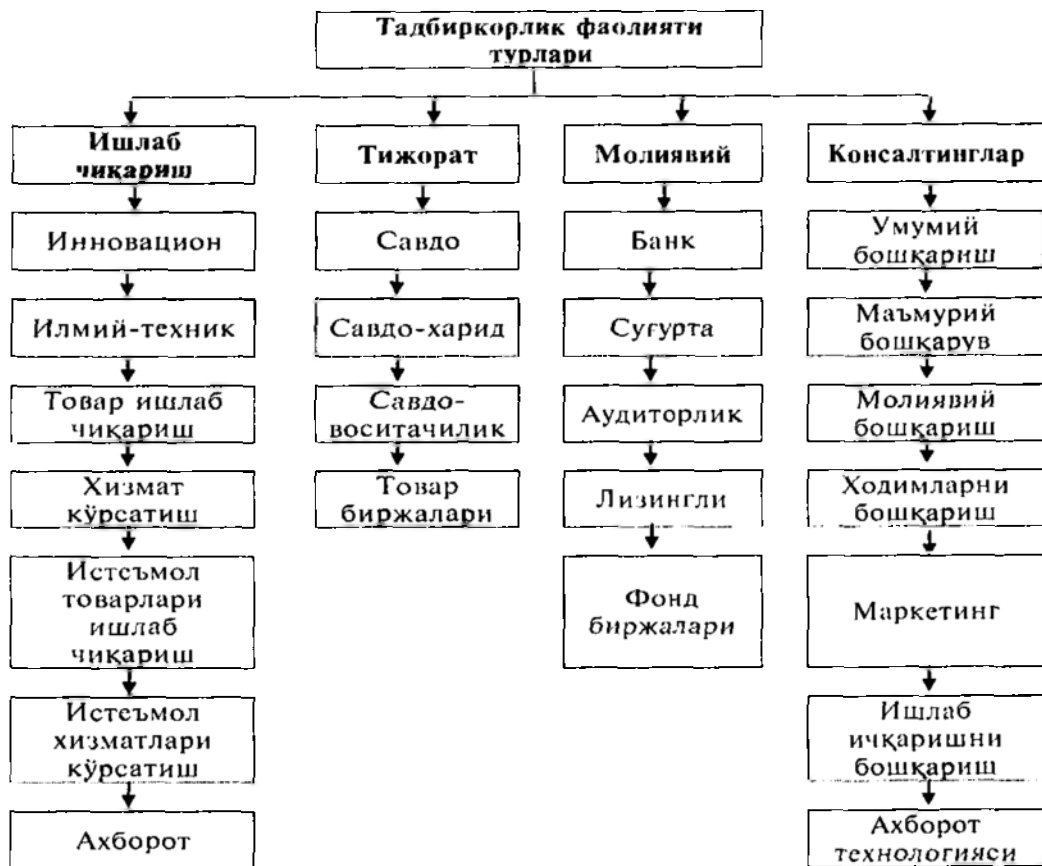 Тадбиркорлик фаолияти
турлари
Ишлаб
чиқариш
Инновацион
Илмий-техник
Товар ишлаб
чиқариш
Хизмат
кўрсатиш
Истеъмол
товарлари
ишлаб
чиқариш
Истеъмол
хизматлари
кўрсатиш
Ахборот
Тижорат
Савдо
Савдо-харид
Савдо-
воситачилик
Товар
биржалари
Молиявий
Банк
Суғурта
Аудиторлик
Лизингли
Фонд
биржалари
Консалтинглар
Умумий
бошқариш
Маъмурий
бошқарув
Молиявий
бошқариш
Ходимларни
бошқариш
Маркетинг
Ишлаб
ичқаришни
бошқариш
Ахборот
технологияси